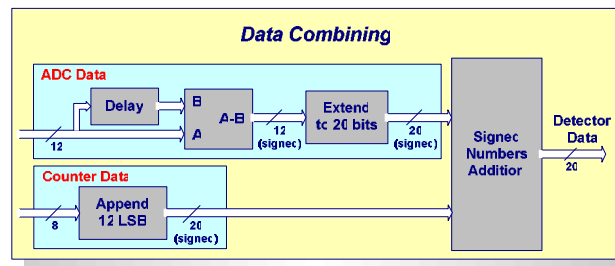 Data Combining
ADC Data
Delay
B
A
A-B
12
12
(signec)
Extend
tc 20 bits
20
(signec)
Signec
Numbers
Additior
Detector
Data
20
Counter Data
8
Append
12 LSB
20
(signec)